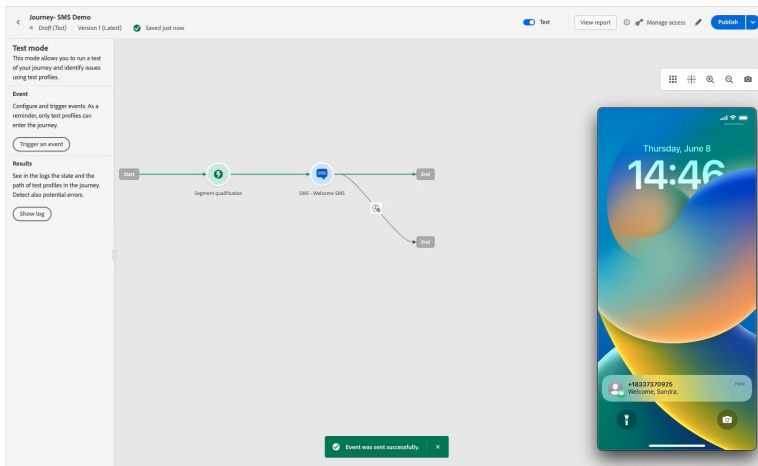 Journey- SMS Demo
Draft (Test) Version 1 (Latest) Saved just now
Test
View report
Manage access
Publish
Test mode
This mode allows you to run a test
of your journey and identify issues
using test profiles.
Event
Configure and trigger events. As a
reminder, only test profiles can
enter the journey.
Trigger an event
Results
See in the logs the state and the
path of test profiles in the journey.
Detect also potential errors.
Show log
Start
Segment qualification
SMS
SMS - Welcome SMS
End
End
Thursday, June 8
14:46
+18337370925 now
Welcome, Sandra.
Event was sent successfully.